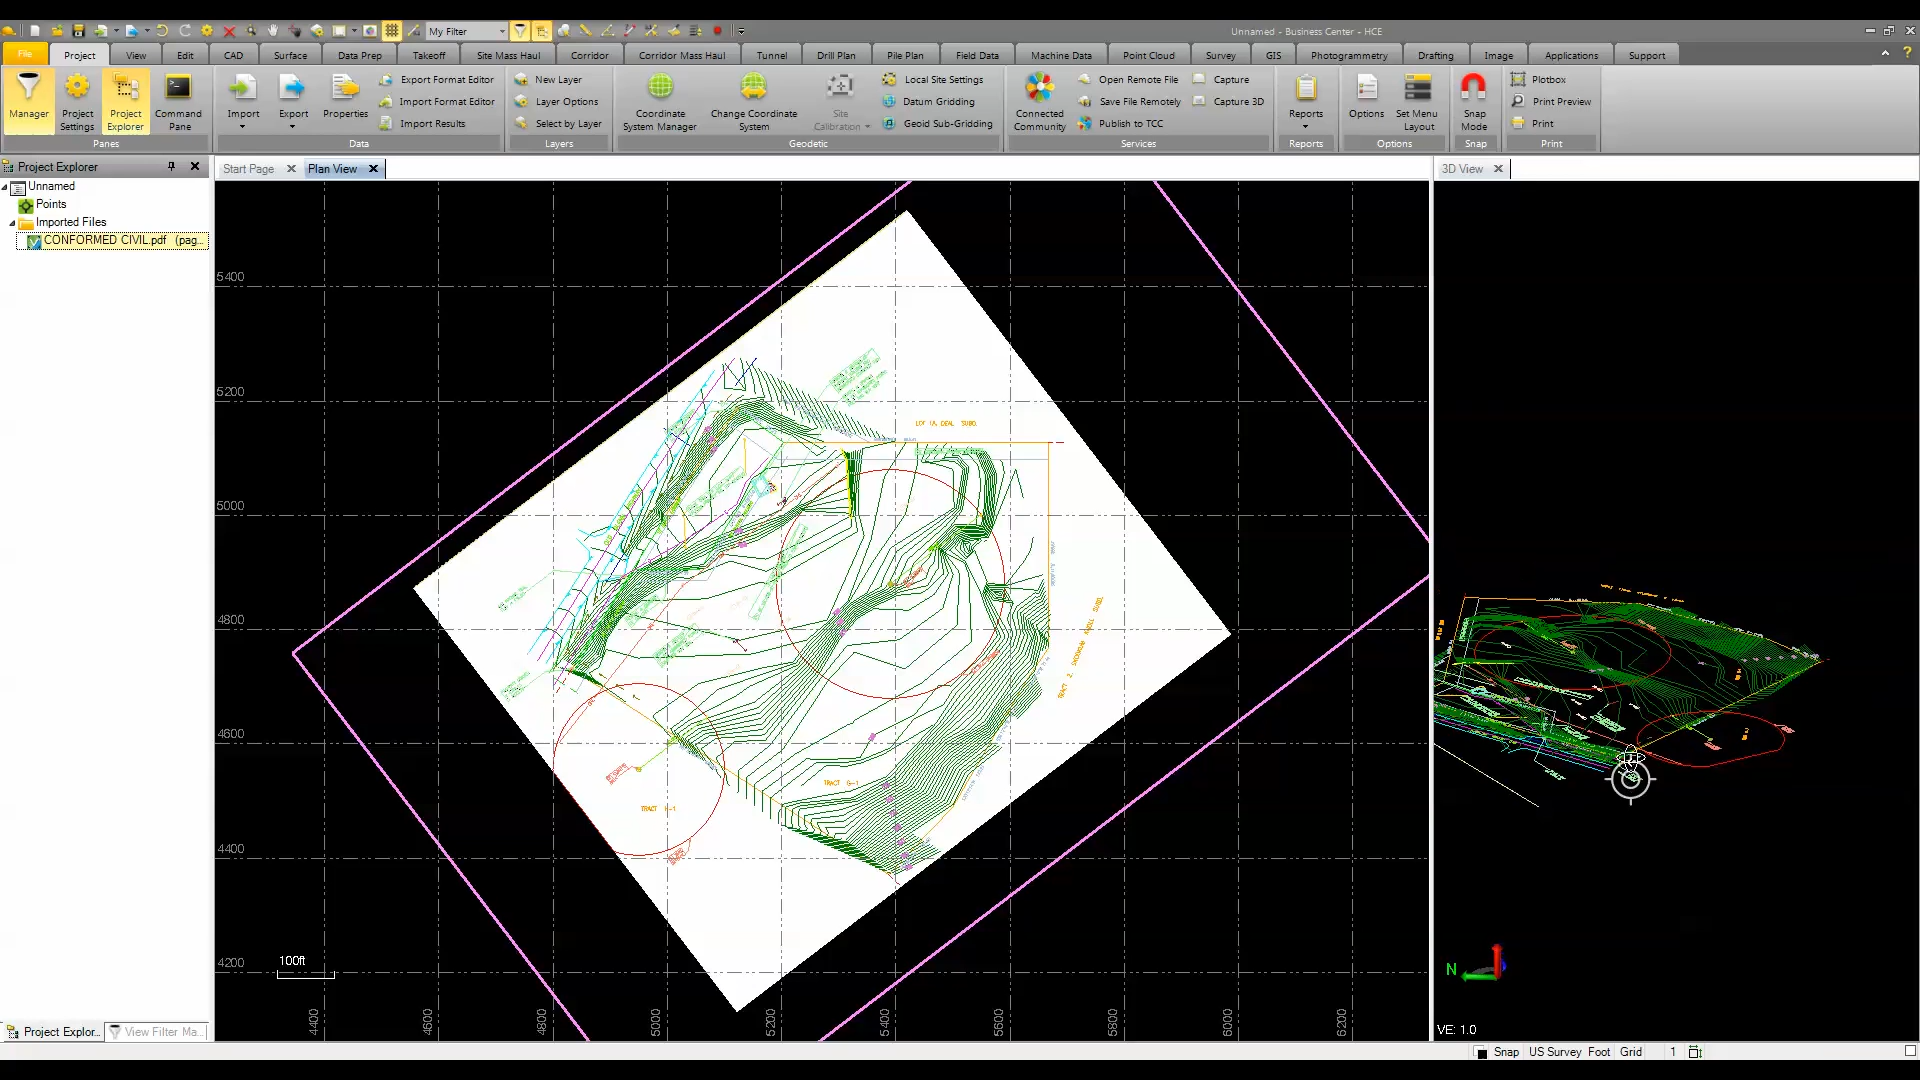 My Filter
Unnamed - Business Center - HCE
File Project View Edit CAD Surface Data Prep Takeoff Site Mass Haul Corridor Corridor Mass Haul Tunnel Drill Plan Pile Plan Field Data Machine Data Point Cloud Survey GIS Photogrammetry Drafting Image Applications Support
Manager
Project Settings
Project Explorer
Command Pane
Panes
Import
Export
Properties
Export Format Editor
Import Format Editor
Import Results
Data
New Layer
Layer Options
Select by Layer
Layers
Coordinate System Manager
Change Coordinate System
Site Calibration
Local Site Settings
Datum Gridding
Geoid Sub-Gridding
Geodetic
Connected Community
Open Remote File
Save File Remotely
Publish to TCC
Capture
Capture 3D
Services
Reports
Reports
Options
Set Menu Layout
Options
Snap Mode
Snap
Plotbox
Print Preview
Print
Print
Project Explorer
Unnamed
Points
Imported Files
CONFORMED CIVIL.pdf (pag...
Start Page
Plan View
3D View
5400
5200
5000
4800
4600
4400
4200
LOT 1A, DEAL SUBD.
TRACT G-1
100ft
4400 4600 4800 5000 5200 5400 5600 5800 6000 6200
N
VE: 1.0
Project Explor... View Filter Ma...
Snap US Survey Foot Grid 1